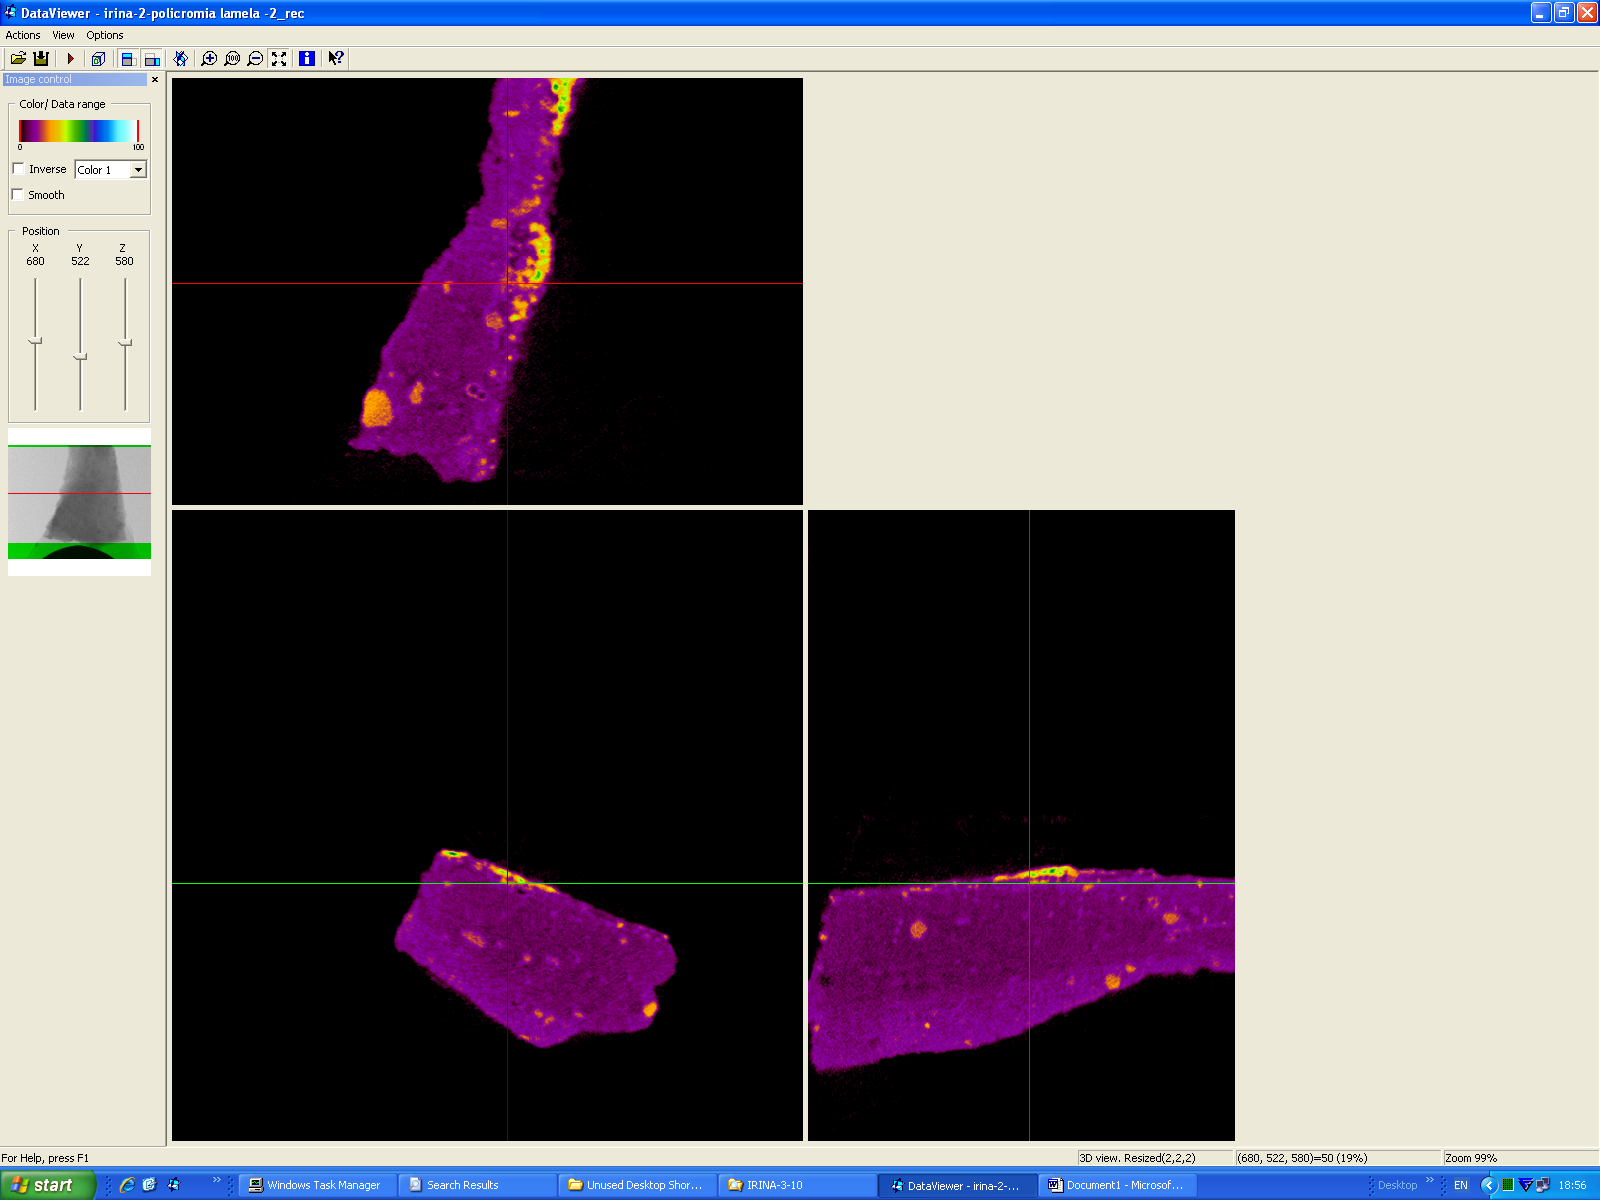 DataViewer - irina-2-policromia lamela -2_rec
Actions View Options
Image control
Color/ Data range
0 100
Inverse Color 1
Smooth
Position
X Y Z
680 522 580
For Help, press F1
3D view. Resized(2,2,2)
(680, 522, 580)=50 (19%)
Zoom 99%
start
Windows Task Manager
Search Results
Unused Desktop Shor...
IRINA-3-10
DataViewer - irina-2-...
Document1 - Microsof...
Desktop
EN
18:56